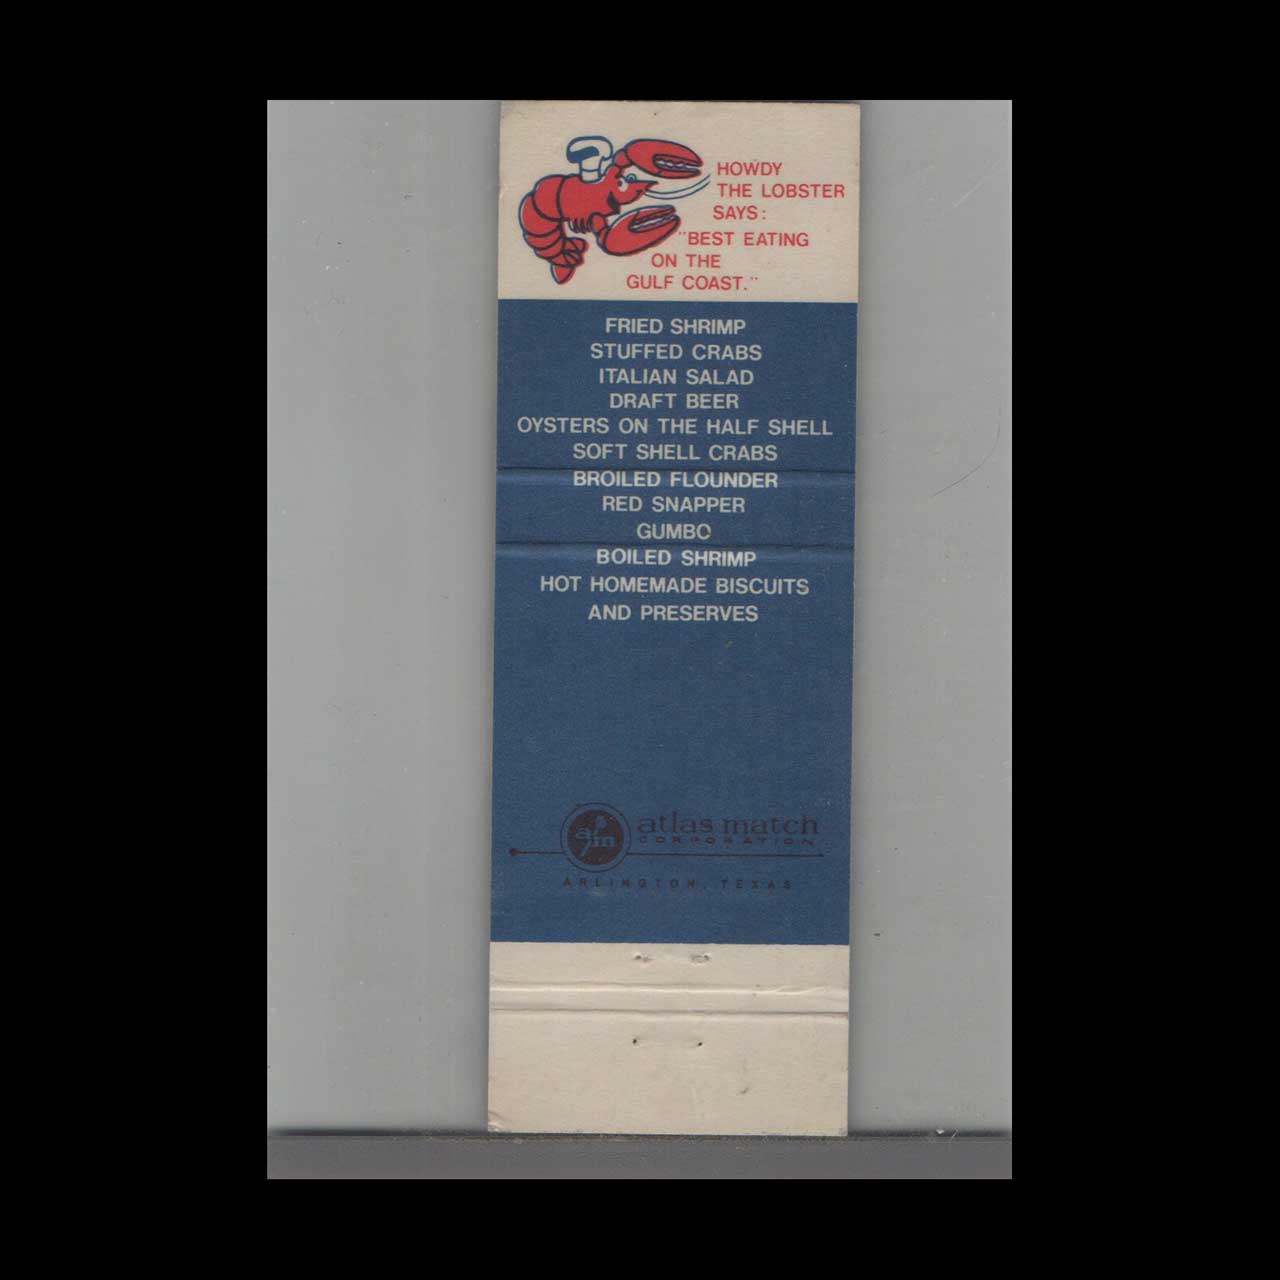 HOWDY
THE LOBSTER
SAYS:
"BEST EATING
ON THE
GULF COAST."
FRIED SHRIMP
STUFFED CRABS
ITALIAN SALAD
DRAFT BEER
OYSTERS ON THE HALF SHELL
SOFT SHELL CRABS
BROILED FLOUNDER
RED SNAPPER
GUMBO
BOILED SHRIMP
HOT HOMEMADE BISCUITS
AND PRESERVES
a/m
atlas match
CORPORATION
ARLINGTON, TEXAS